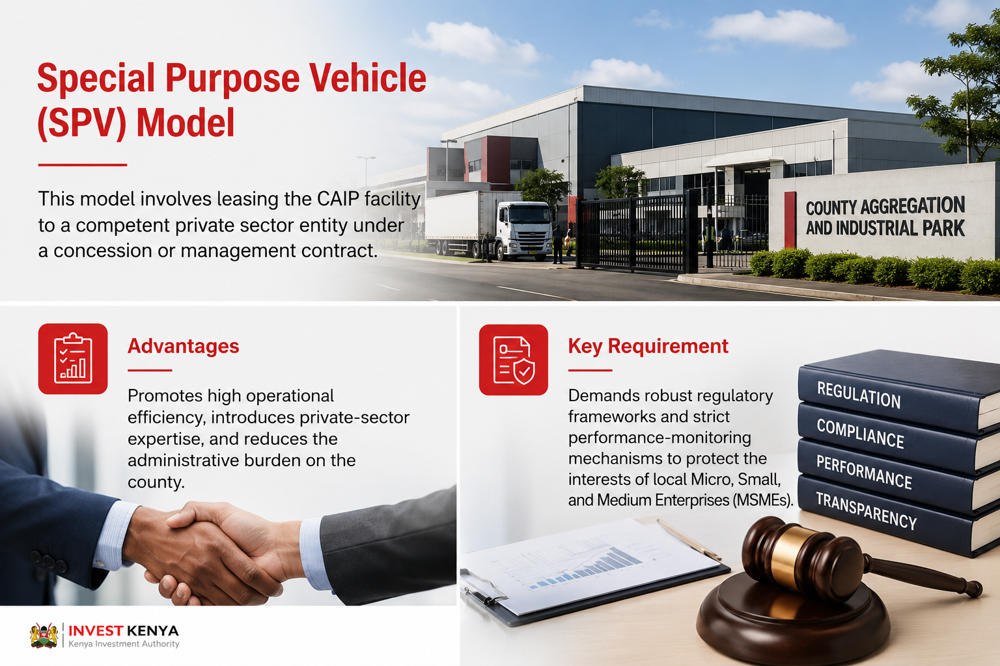 Special Purpose Vehicle
(SPV) Model
This model involves leasing the CAIP facility
to a competent private sector entity under
a concession or management contract.
COUNTY AGGREGATION
AND INDUSTRIAL PARK
Advantages
Promotes high operational
efficiency, introduces private-sector
expertise, and reduces the
administrative burden on the
county.
Key Requirement
Demands robust regulatory
frameworks and strict
performance-monitoring
mechanisms to protect the
interests of local Micro, Small,
and Medium Enterprises (MSMEs).
REGULATION
COMPLIANCE
PERFORMANCE
TRANSPARENCY
INVEST KENYA
Kenya Investment Authority